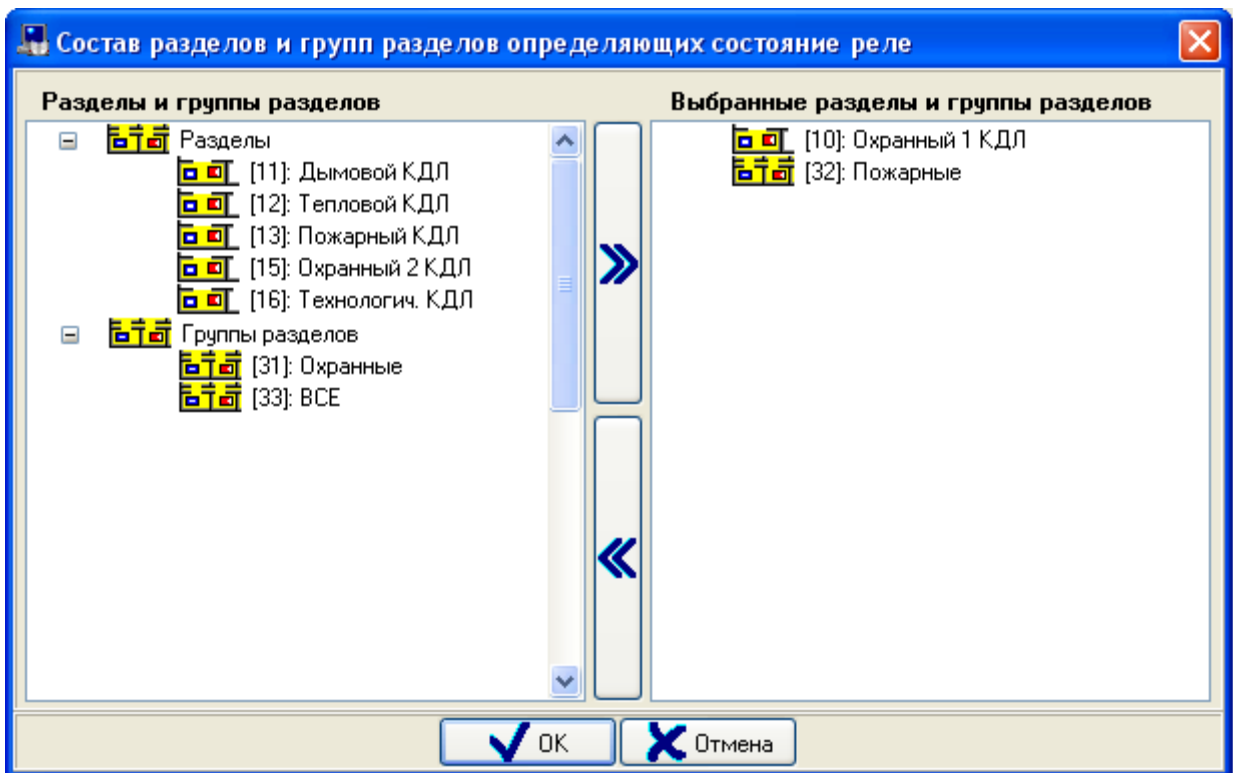 Состав разделов и групп разделов определяющих состояние реле
Разделы и группы разделов
Разделы
[11]: Дымовой КДЛ
[12]: Тепловой КДЛ
[13]: Пожарный КДЛ
[15]: Охранный 2 КДЛ
[16]: Технологич. КДЛ
Группы разделов
[31]: Охранные
[33]: ВСЕ
Выбранные разделы и группы разделов
[10]: Охранный 1 КДЛ
[32]: Пожарные
OK
Отмена